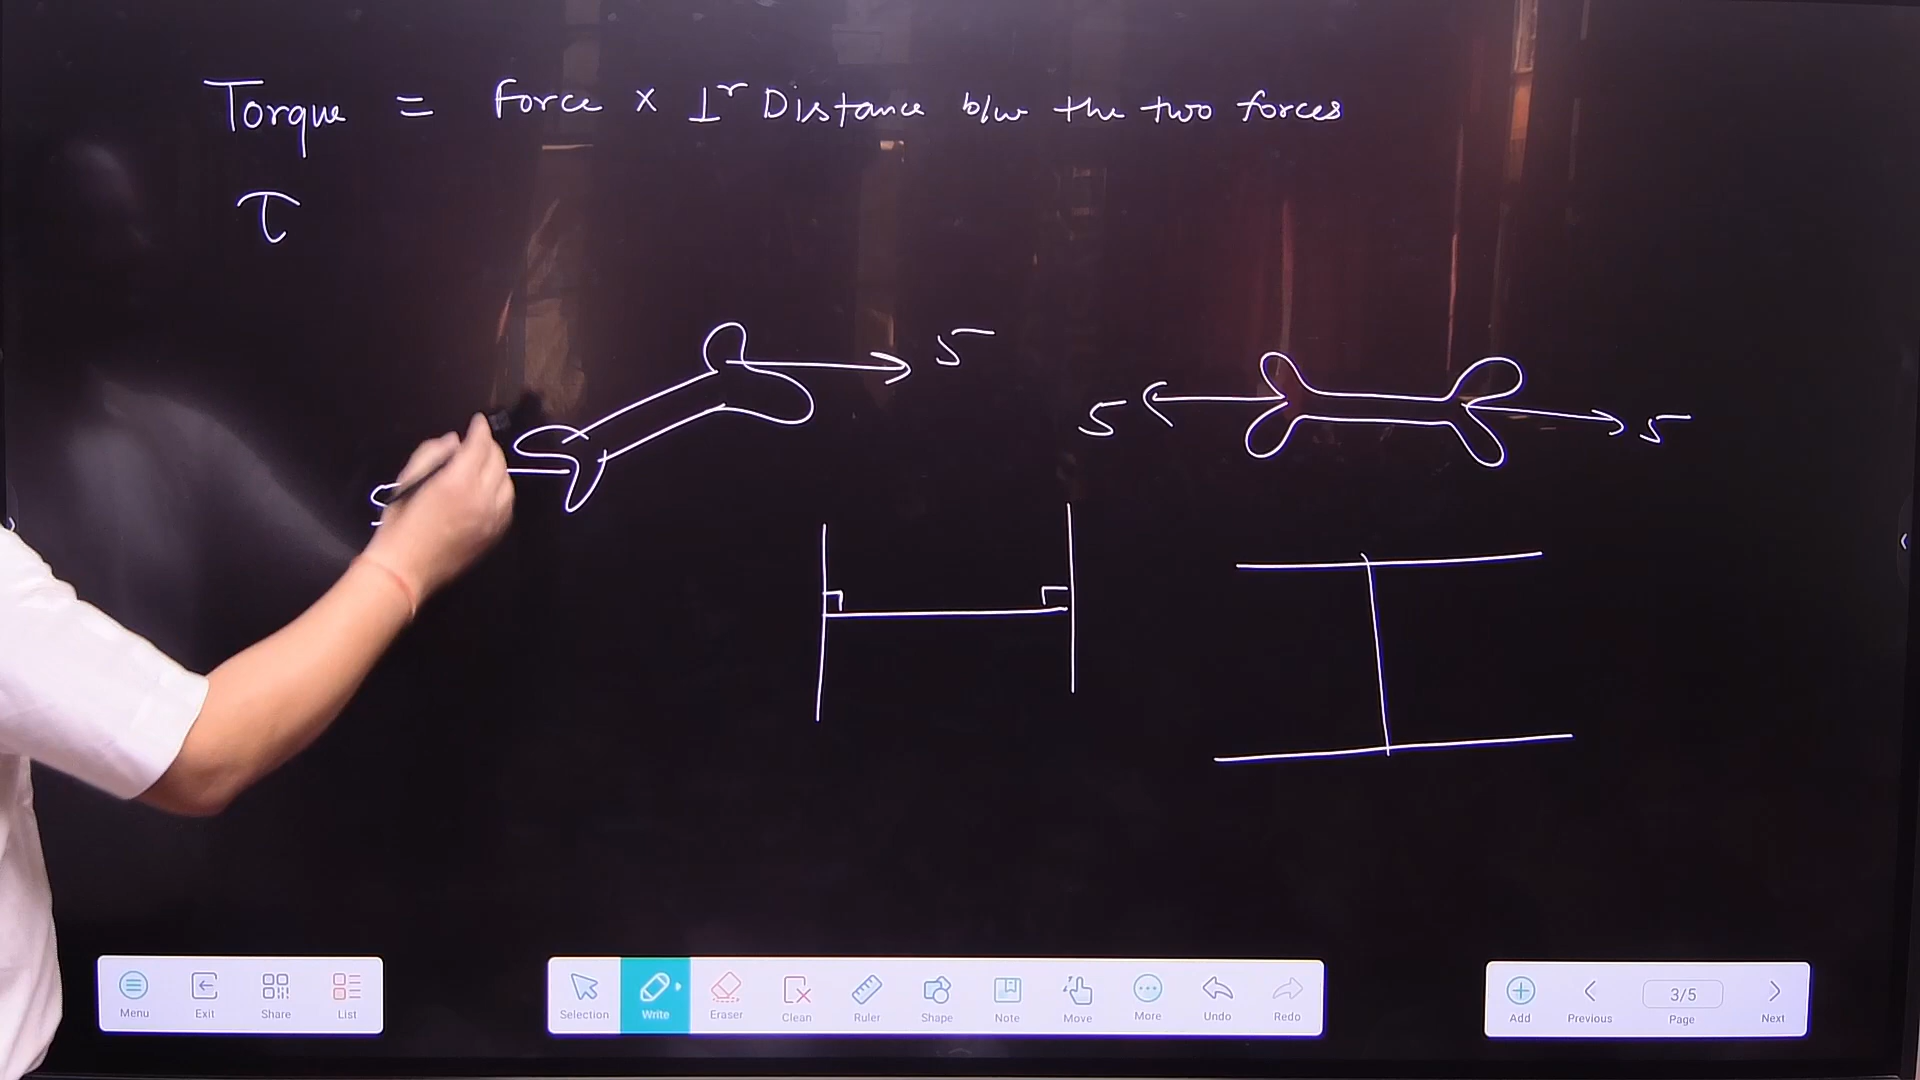 Torque = Force × ⊥r Distance b/w the two forces
τ
5
5 5
5
Menu Exit Share List
Selection Write Eraser Clean Ruler Shape Note Move More Undo Redo
Add Previous 3/5 Page Next